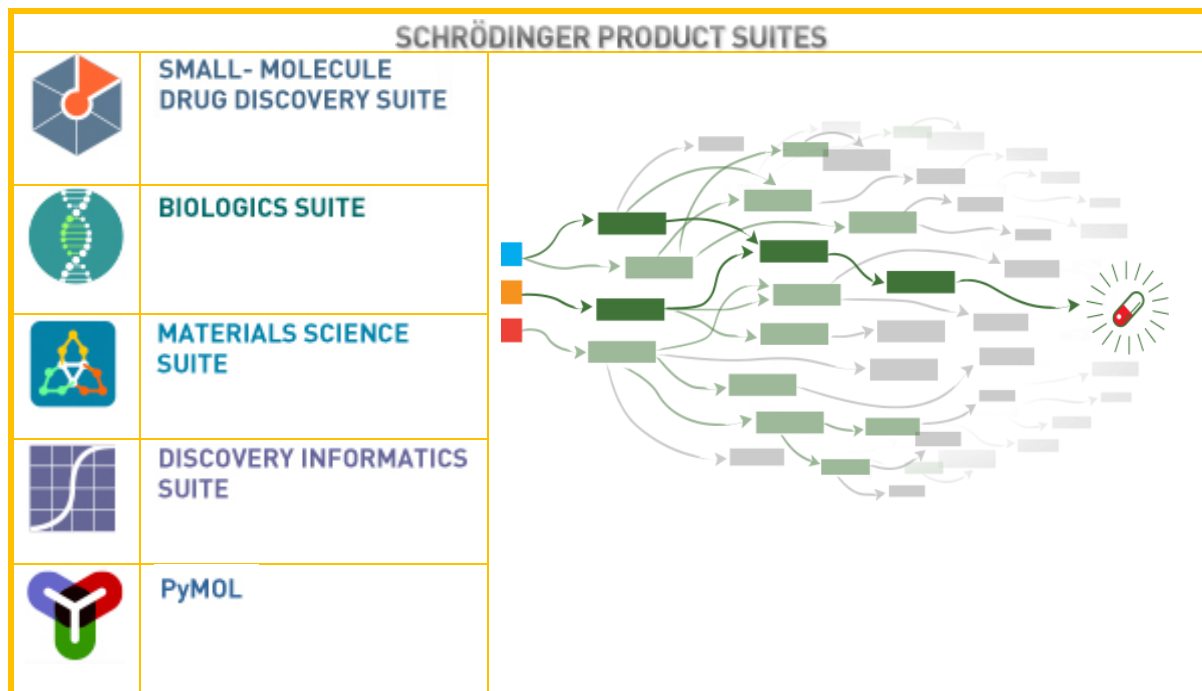 SCHRÖDINGER PRODUCT SUITES
SMALL- MOLECULE
DRUG DISCOVERY SUITE
BIOLOGICS SUITE
MATERIALS SCIENCE
SUITE
DISCOVERY INFORMATICS
SUITE
PyMOL